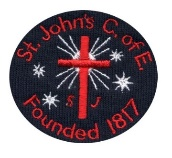 St. John's C. of E.
S J
Founded 1817